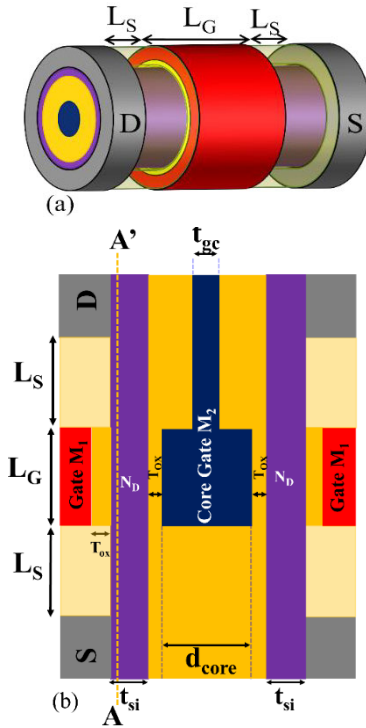 L_S
L_G
L_S
D
S
(a)
A'
t_gc
D
L_S
L_G
Gate M_1
N_D
T_ox
Core Gate M_2
T_ox
N_D
Gate M_1
T_ox
L_S
S
d_core
t_si
t_si
(b)
A